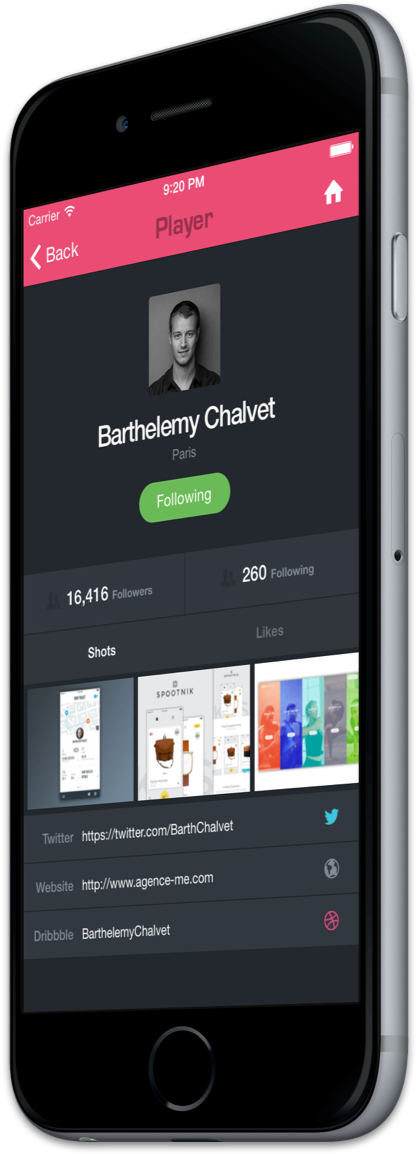 Carrier 9:20 PM
Back Player
Barthelemy Chalvet
Paris
Following
16,416 Followers 260 Following
Shots Likes
SPOOTNIK
Twitter https://twitter.com/BarthChalvet
Website http://www.agence-me.com
Dribbble BarthelemyChalvet